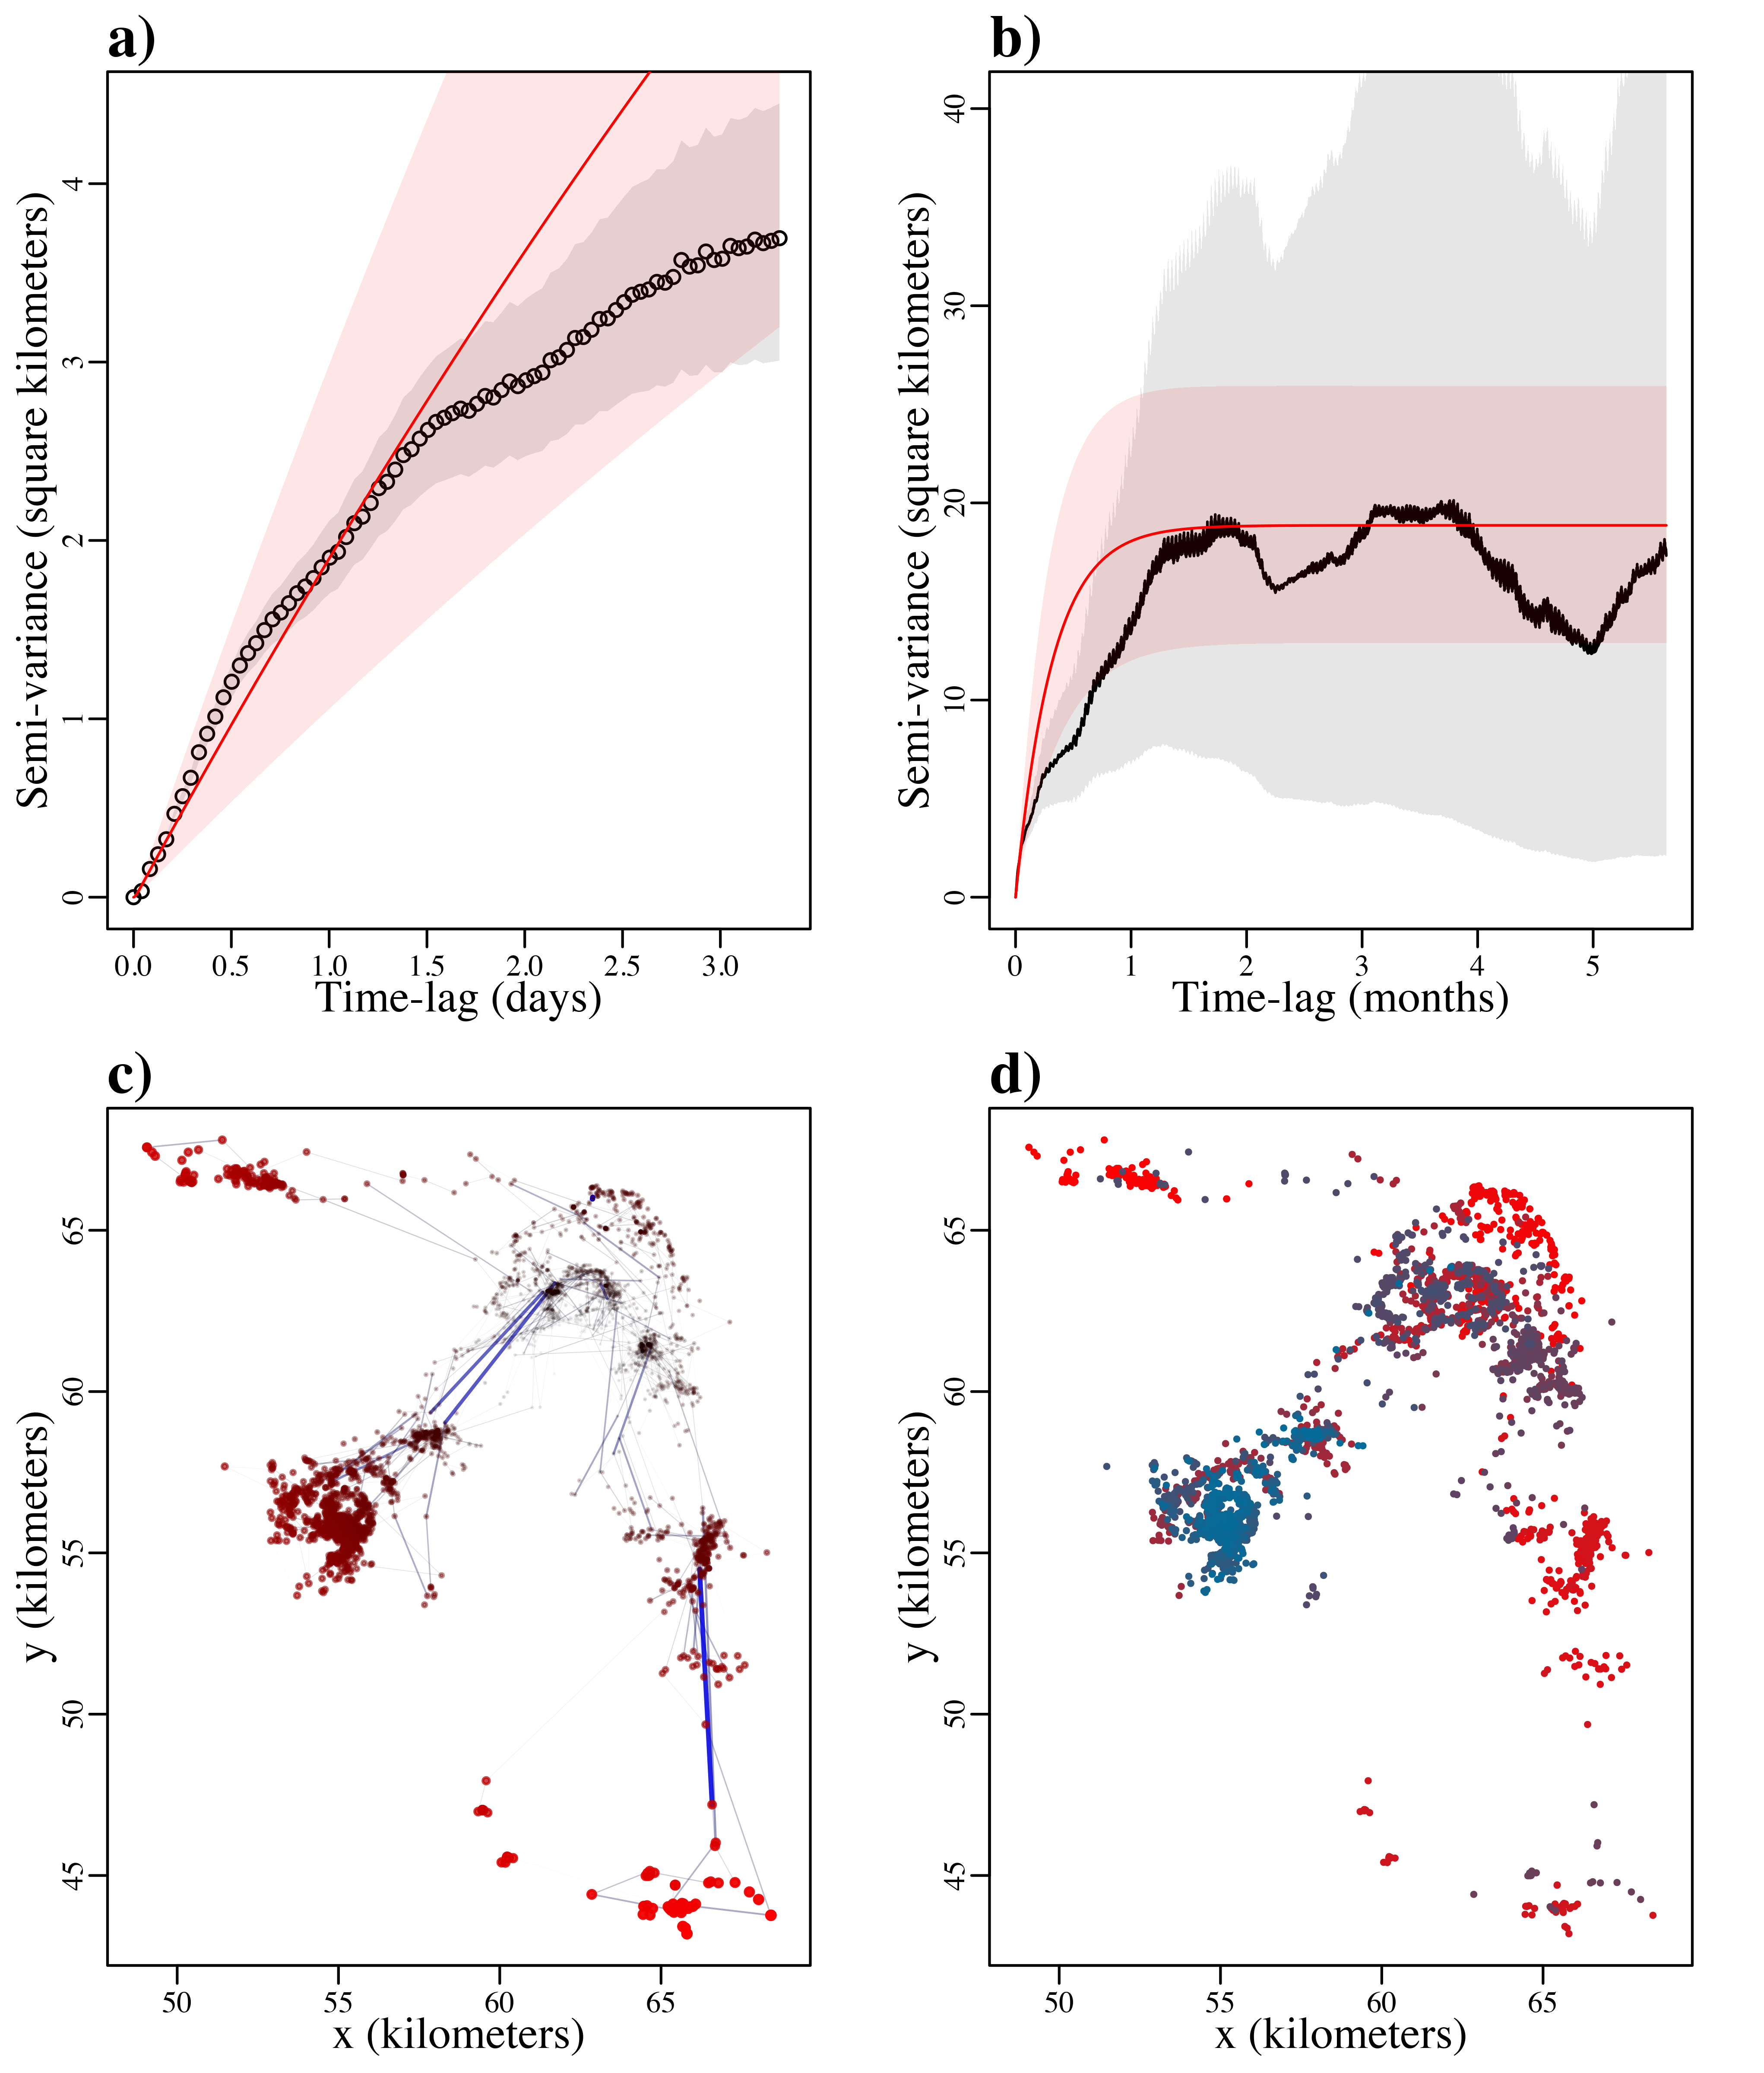 a)
Semi-variance (square kilometers)
4
3
2
1
0
0.0 0.5 1.0 1.5 2.0 2.5 3.0
Time-lag (days)
b)
Semi-variance (square kilometers)
40
30
20
10
0
0 1 2 3 4 5
Time-lag (months)
c)
y (kilometers)
65
60
55
50
45
50 55 60 65
x (kilometers)
d)
y (kilometers)
65
60
55
50
45
50 55 60 65
x (kilometers)